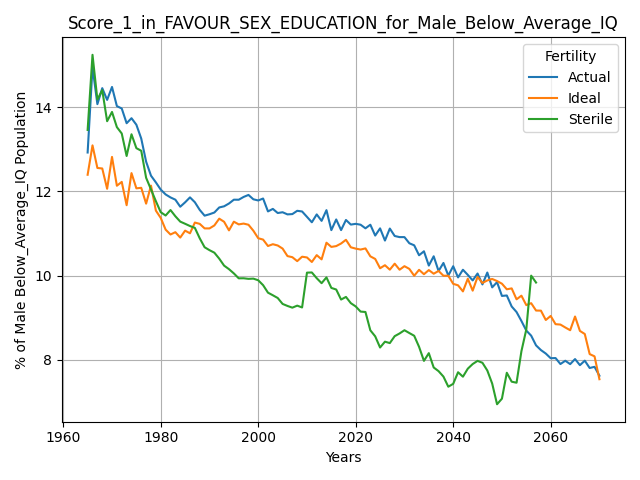 Score_1_in_FAVOUR_SEX_EDUCATION_for_Male_Below_Average_IQ
Fertility
Actual
Ideal
Sterile
% of Male Below_Average_IQ Population
14
12
10
8
1960
1980
2000
2020
2040
2060
Years